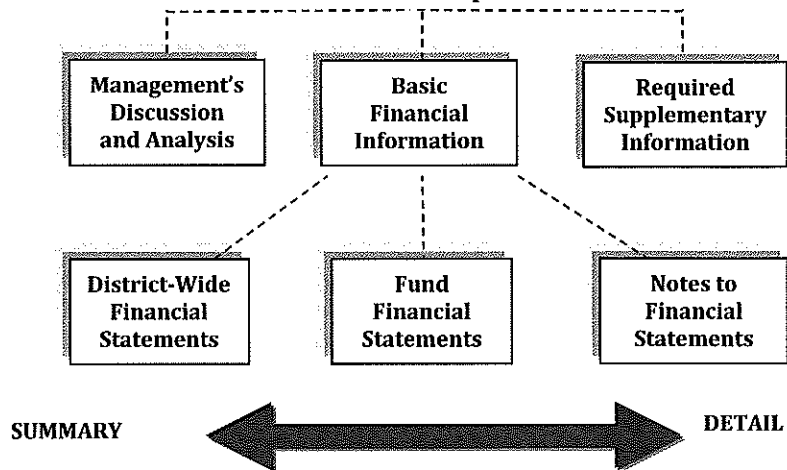 Management's
Discussion
and Analysis
Basic
Financial
Information
Required
Supplementary
Information
District-Wide
Financial
Statements
Fund
Financial
Statements
Notes to
Financial
Statements
SUMMARY
DETAIL